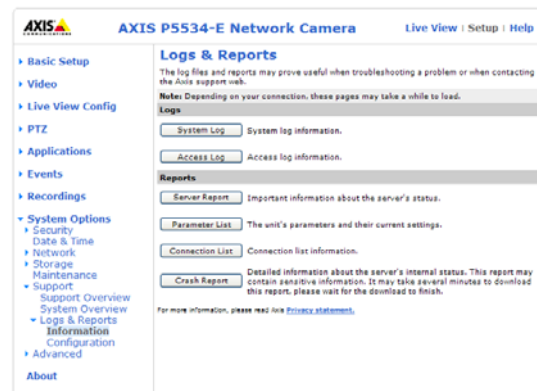 AXIS
COMMUNICATIONS
AXIS P5534-E Network Camera
Live View | Setup | Help
Basic Setup
Video
Live View Config
PTZ
Applications
Events
Recordings
System Options
Security
Date & Time
Network
Storage
Maintenance
Support
Support Overview
System Overview
Logs & Reports
Information
Configuration
Advanced
About
Logs & Reports
The log files and reports may prove useful when troubleshooting a problem or when contacting
the Axis support web.
Note: Depending on your connection, these pages may take a while to load.
Logs
System Log System log information.
Access Log Access log information.
Reports
Server Report Important information about the server's status.
Parameter List The unit's parameters and their current settings.
Connection List Connection list information.
Crash Report Detailed information about the server's internal status. This report may
contain sensitive information. It may take several minutes to download
this report, please wait for the download to finish.
For more information, please read Axis Privacy statement.